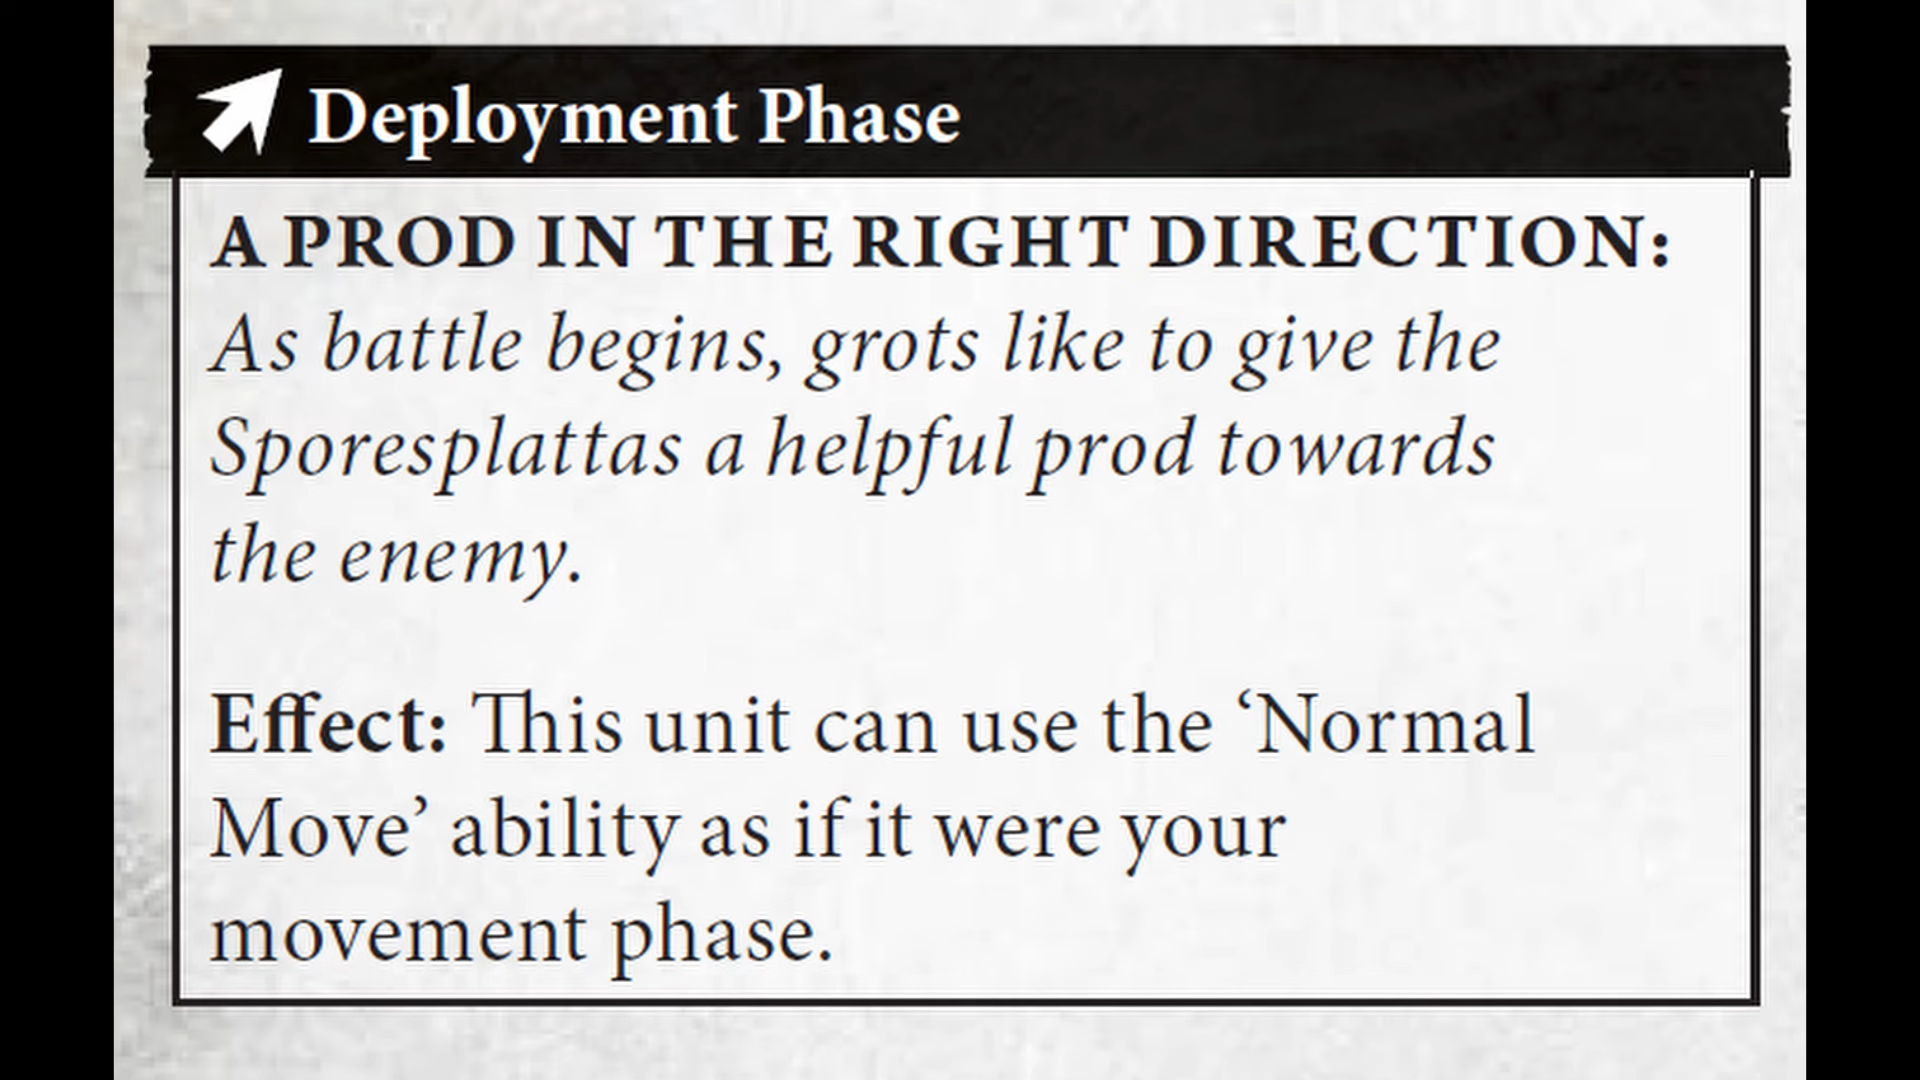 Deployment Phase
A PROD IN THE RIGHT DIRECTION:
As battle begins, grots like to give the
Sporesplattas a helpful prod towards
the enemy.
Effect: This unit can use the ‘Normal
Move’ ability as if it were your
movement phase.